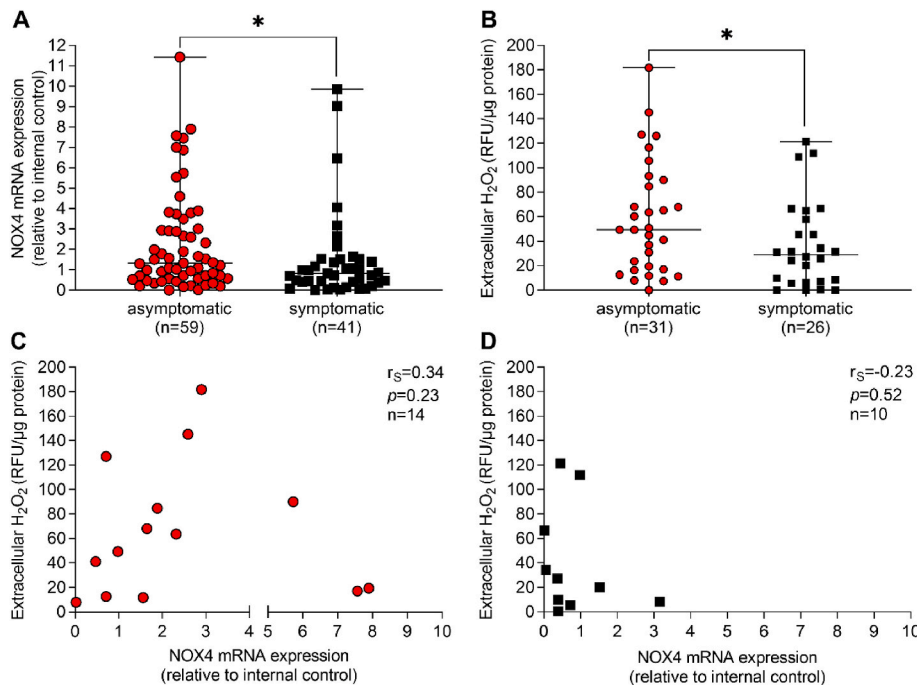 A
*
NOX4 mRNA expression
(relative to internal control)
12
11
10
9
8
7
6
5
4
3
2
1
0
asymptomatic
(n=59)
symptomatic
(n=41)
B
*
Extracellular H₂O₂ (RFU/µg protein)
200
180
160
140
120
100
80
60
40
20
0
asymptomatic
(n=31)
symptomatic
(n=26)
C
Extracellular H₂O₂ (RFU/µg protein)
200
180
160
140
120
100
80
60
40
20
0
rS=0.34
p=0.23
n=14
0 1 2 3 4 5 6 7 8 9 10
NOX4 mRNA expression
(relative to internal control)
D
Extracellular H₂O₂ (RFU/µg protein)
200
180
160
140
120
100
80
60
40
20
0
rS=-0.23
p=0.52
n=10
0 1 2 3 4 5 6 7 8 9 10
NOX4 mRNA expression
(relative to internal control)